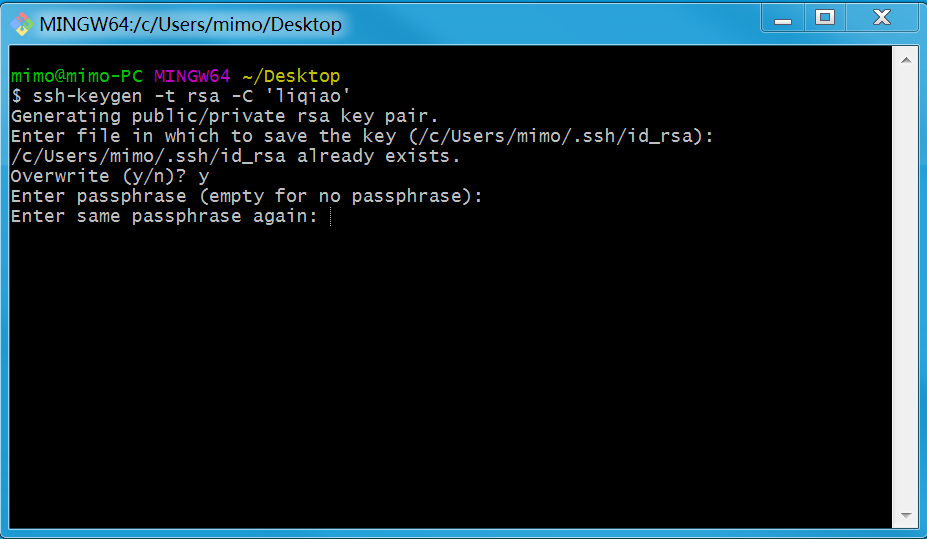 MINGW64:/c/Users/mimo/Desktop
mimo@mimo-PC MINGW64 ~/Desktop
$ ssh-keygen -t rsa -C 'liqiao'
Generating public/private rsa key pair.
Enter file in which to save the key (/c/Users/mimo/.ssh/id_rsa):
/c/Users/mimo/.ssh/id_rsa already exists.
Overwrite (y/n)? y
Enter passphrase (empty for no passphrase):
Enter same passphrase again: